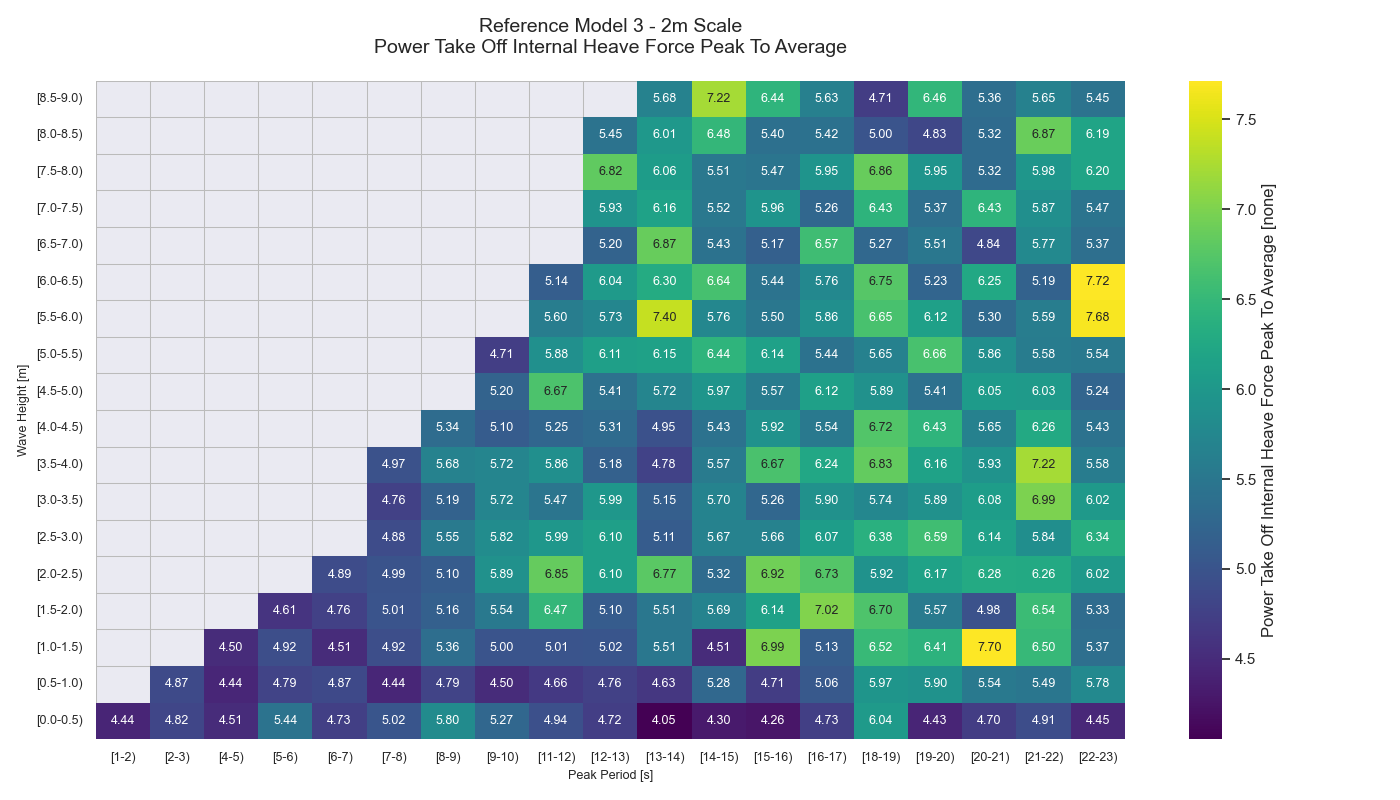 Reference Model 3 - 2m Scale
Power Take Off Internal Heave Force Peak To Average
[8.5-9.0) 5.68 7.22 6.44 5.63 4.71 6.46 5.36 5.65 5.45
[8.0-8.5) 5.45 6.01 6.48 5.40 5.42 5.00 4.83 5.32 6.87 6.19
[7.5-8.0) 6.82 6.06 5.51 5.47 5.95 6.86 5.95 5.32 5.98 6.20
[7.0-7.5) 5.93 6.16 5.52 5.96 5.26 6.43 5.37 6.43 5.87 5.47
[6.5-7.0) 5.20 6.87 5.43 5.17 6.57 5.27 5.51 4.84 5.77 5.37
[6.0-6.5) 5.14 6.04 6.30 6.64 5.44 5.76 6.75 5.23 6.25 5.19 7.72
[5.5-6.0) 5.60 5.73 7.40 5.76 5.50 5.86 6.65 6.12 5.30 5.59 7.68
[5.0-5.5) 4.71 5.88 6.11 6.15 6.44 6.14 5.44 5.65 6.66 5.86 5.58 5.54
[4.5-5.0) 5.20 6.67 5.41 5.72 5.97 5.57 6.12 5.89 5.41 6.05 6.03 5.24
[4.0-4.5) 5.34 5.10 5.25 5.31 4.95 5.43 5.92 5.54 6.72 6.43 5.65 6.26 5.43
[3.5-4.0) 4.97 5.68 5.72 5.86 5.18 4.78 5.57 6.67 6.24 6.83 6.16 5.93 7.22 5.58
[3.0-3.5) 4.76 5.19 5.72 5.47 5.99 5.15 5.70 5.26 5.90 5.74 5.89 6.08 6.99 6.02
[2.5-3.0) 4.88 5.55 5.82 5.99 6.10 5.11 5.67 5.66 6.07 6.38 6.59 6.14 5.84 6.34
[2.0-2.5) 4.89 4.99 5.10 5.89 6.85 6.10 6.77 5.32 6.92 6.73 5.92 6.17 6.28 6.26 6.02
[1.5-2.0) 4.61 4.76 5.01 5.16 5.54 6.47 5.10 5.51 5.69 6.14 7.02 6.70 5.57 4.98 6.54 5.33
[1.0-1.5) 4.50 4.92 4.51 4.92 5.36 5.00 5.01 5.02 5.51 4.51 6.99 5.13 6.52 6.41 7.70 6.50 5.37
[0.5-1.0) 4.87 4.44 4.79 4.87 4.44 4.79 4.50 4.66 4.76 4.63 5.28 4.71 5.06 5.97 5.90 5.54 5.49 5.78
[0.0-0.5) 4.44 4.82 4.51 5.44 4.73 5.02 5.80 5.27 4.94 4.72 4.05 4.30 4.26 4.73 6.04 4.43 4.70 4.91 4.45
[1-2) [2-3) [4-5) [5-6) [6-7) [7-8) [8-9) [9-10) [11-12) [12-13) [13-14) [14-15) [15-16) [16-17) [18-19) [19-20) [20-21) [21-22) [22-23)
Peak Period [s]
Wave Height [m]
7.5
7.0
6.5
6.0
5.5
5.0
4.5
Power Take Off Internal Heave Force Peak To Average [none]